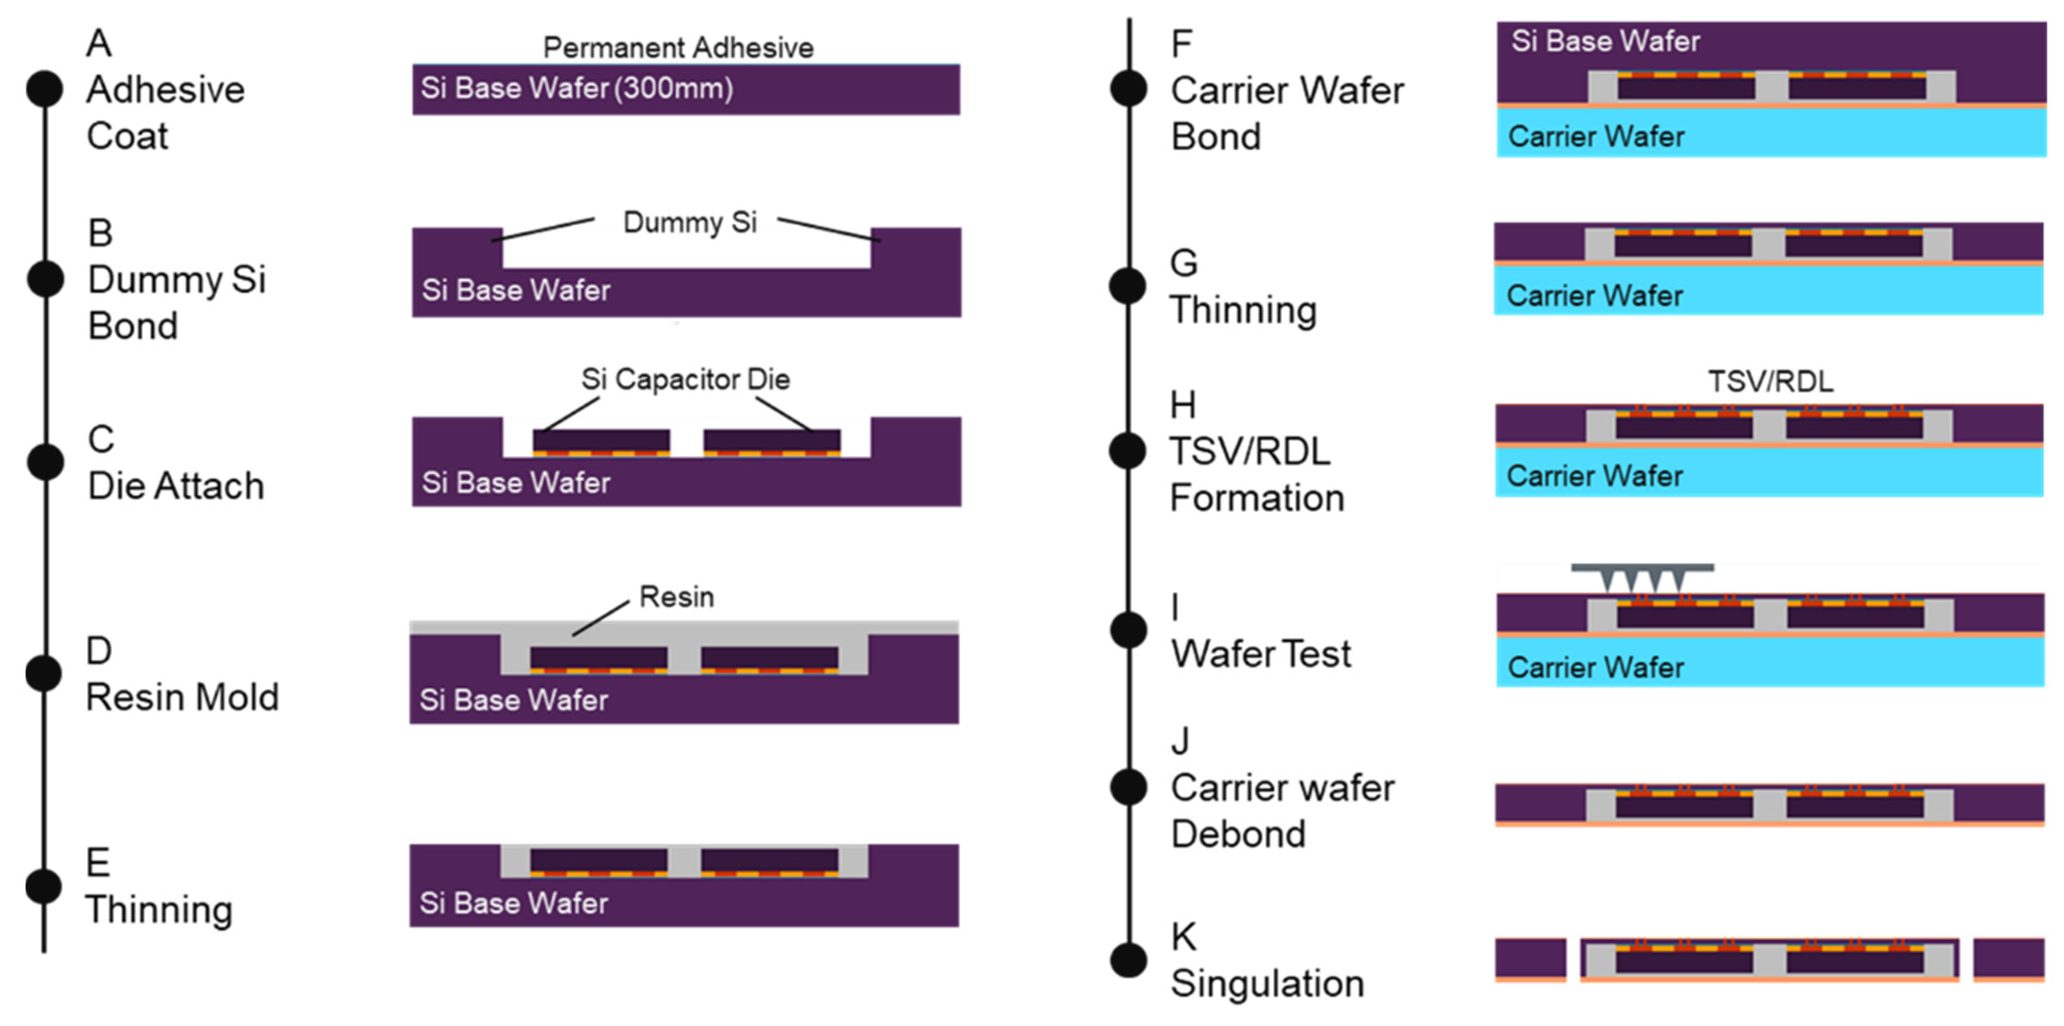 A
Adhesive
Coat
Permanent Adhesive
Si Base Wafer (300mm)
B
Dummy Si
Bond
Dummy Si
Si Base Wafer
C
Die Attach
Si Capacitor Die
Si Base Wafer
D
Resin Mold
Resin
Si Base Wafer
E
Thinning
Si Base Wafer
F
Carrier Wafer
Bond
Si Base Wafer
Carrier Wafer
G
Thinning
Carrier Wafer
H
TSV/RDL
Formation
TSV/RDL
Carrier Wafer
I
Wafer Test
Carrier Wafer
J
Carrier wafer
Debond
K
Singulation